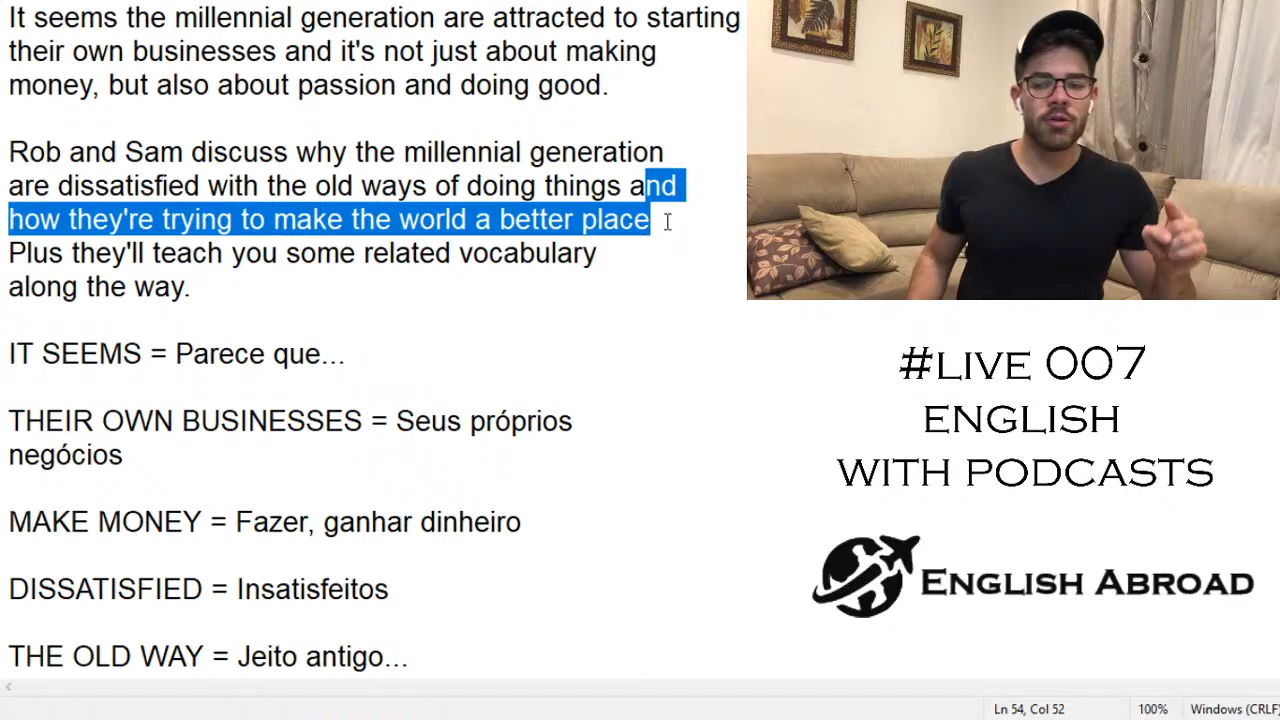 It seems the millennial generation are attracted to starting
their own businesses and it's not just about making
money, but also about passion and doing good.
Rob and Sam discuss why the millennial generation
are dissatisfied with the old ways of doing things and
how they're trying to make the world a better place
Plus they'll teach you some related vocabulary
along the way.
IT SEEMS = Parece que...
THEIR OWN BUSINESSES = Seus próprios
negócios
MAKE MONEY = Fazer, ganhar dinheiro
DISSATISFIED = Insatisfeitos
THE OLD WAY = Jeito antigo...
#LIVE 007
ENGLISH
WITH PODCASTS
ENGLISH ABROAD
Ln 54, Col 52
100%
Windows (CRLF)